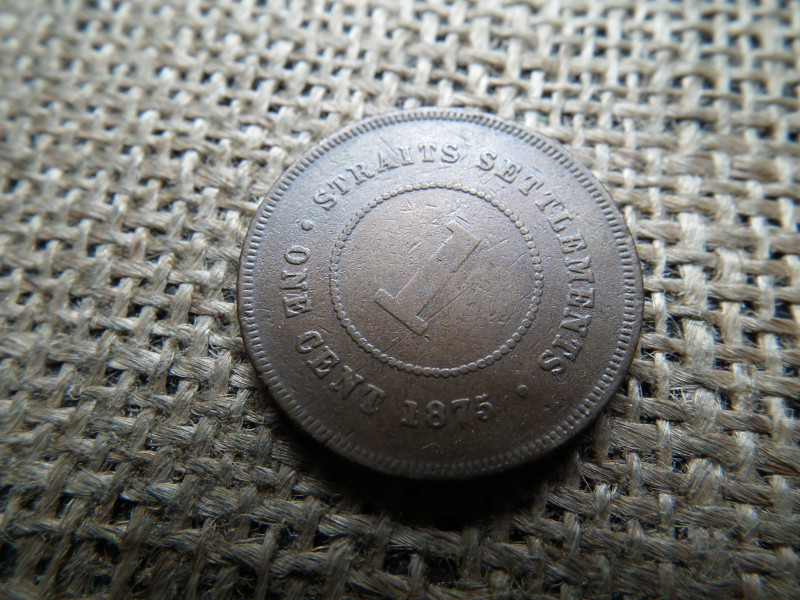 STRAITS SETTLEMENTS
1
ONE CENT 1875